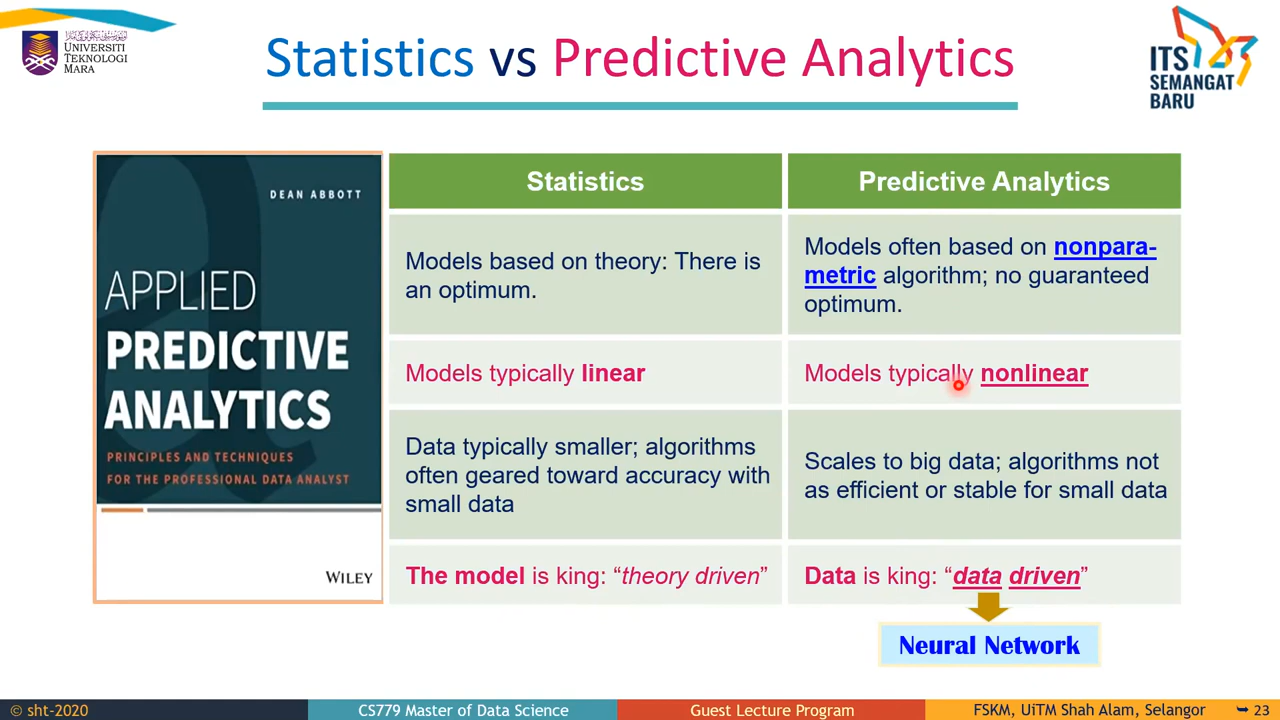 UNIVERSITI
TEKNOLOGI
MARA
Statistics vs Predictive Analytics
ITS
SEMANGAT
BARU
DEAN ABBOTT
APPLIED
PREDICTIVE
ANALYTICS
PRINCIPLES AND TECHNIQUES
FOR THE PROFESSIONAL DATA ANALYST
WILEY
Statistics
Predictive Analytics
Models based on theory: There is
an optimum.
Models often based on nonpara-
metric algorithm; no guaranteed
optimum.
Models typically linear
Models typically nonlinear
Data typically smaller; algorithms
often geared toward accuracy with
small data
Scales to big data; algorithms not
as efficient or stable for small data
The model is king: “theory driven”
Data is king: “data driven”
Neural Network
© sht-2020
CS779 Master of Data Science
Guest Lecture Program
FSKM, UiTM Shah Alam, Selangor
23